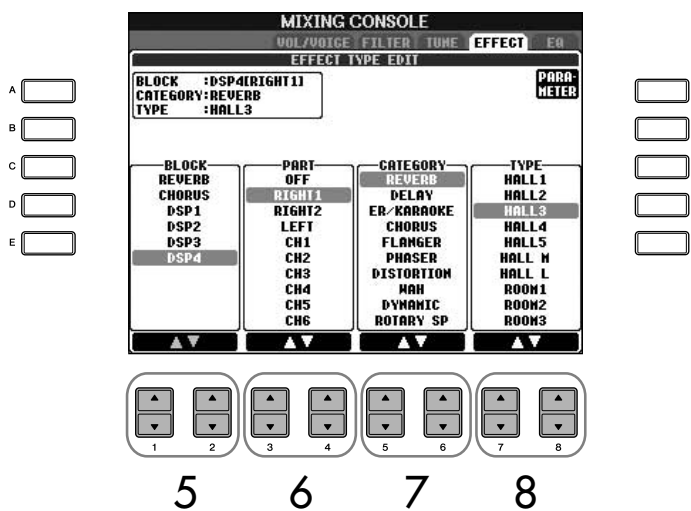 MIXING CONSOLE
VOL/VOICE FILTER TUNE EFFECT EQ
EFFECT TYPE EDIT
BLOCK :DSP4[RIGHT1]
CATEGORY:REVERB
TYPE :HALL3
PARA-
METER
A
B
C
D
E
BLOCK
REVERB
CHORUS
DSP1
DSP2
DSP3
DSP4
PART
OFF
RIGHT1
RIGHT2
LEFT
CH1
CH2
CH3
CH4
CH5
CH6
CATEGORY
REVERB
DELAY
ER/KARAOKE
CHORUS
FLANGER
PHASER
DISTORTION
WAH
DYNAMIC
ROTARY SP
TYPE
HALL1
HALL2
HALL3
HALL4
HALL5
HALL M
HALL L
ROOM1
ROOM2
ROOM3
1 2 3 4 5 6 7 8
5 6 7 8